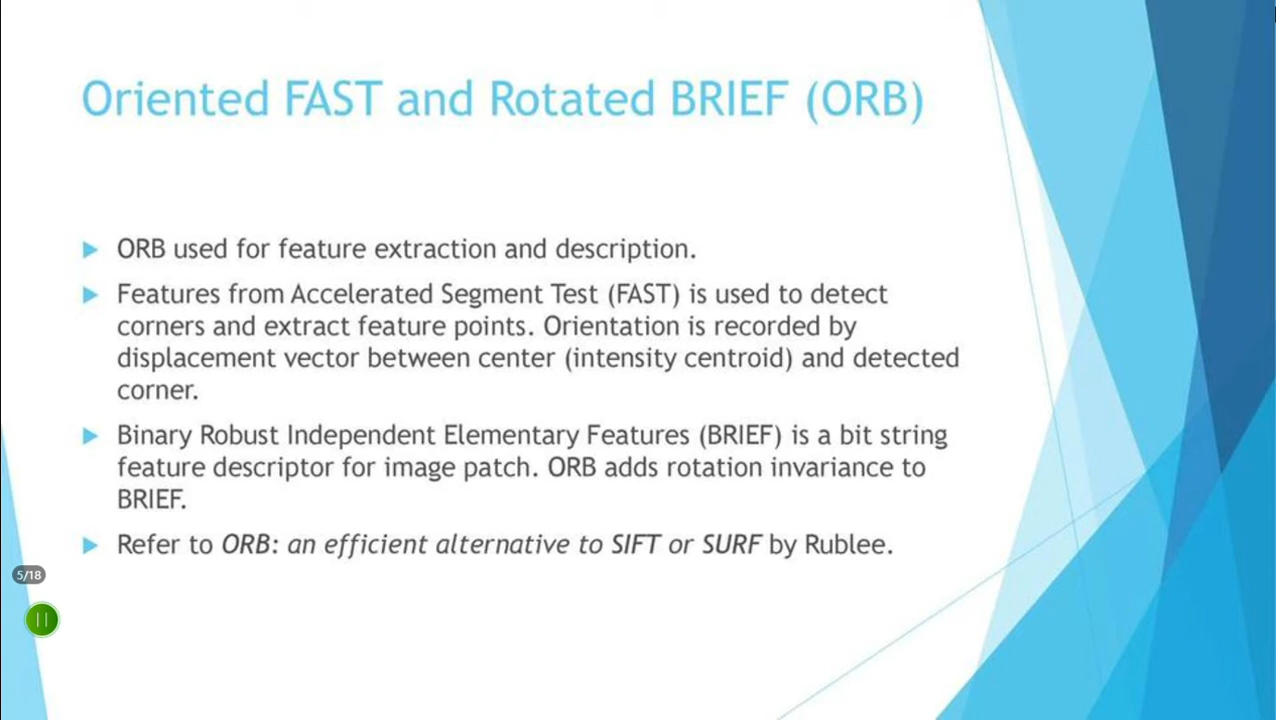 Oriented FAST and Rotated BRIEF (ORB)
ORB used for feature extraction and description.
Features from Accelerated Segment Test (FAST) is used to detect
corners and extract feature points. Orientation is recorded by
displacement vector between center (intensity centroid) and detected
corner.
Binary Robust Independent Elementary Features (BRIEF) is a bit string
feature descriptor for image patch. ORB adds rotation invariance to
BRIEF.
Refer to ORB: an efficient alternative to SIFT or SURF by Rublee.
5/18